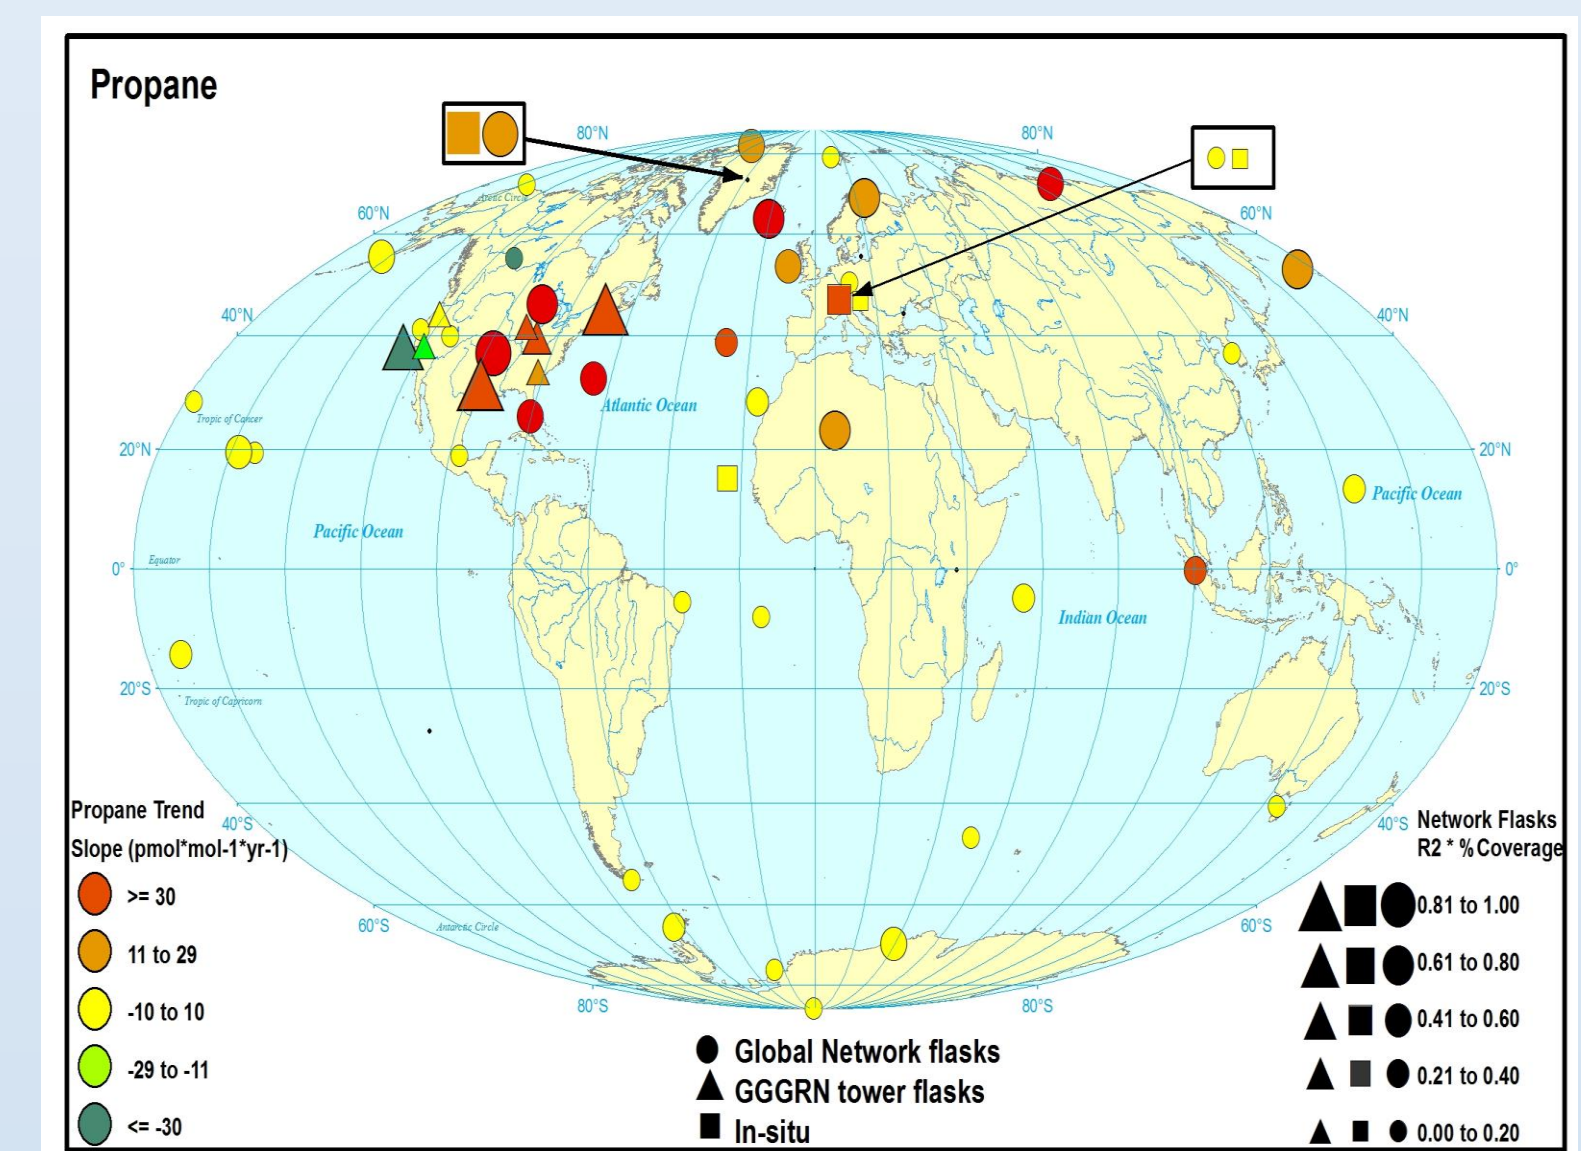 Propane
80°N
80°N
60°N
Arctic Circle
60°N
40°N
40°N
Tropic of Cancer
Atlantic Ocean
20°N
20°N
Pacific Ocean
Pacific Ocean
Equator
0°
0°
Indian Ocean
20°S
20°S
Tropic of Capricorn
40°S
40°S
60°S
Antarctic Circle
60°S
80°S
80°S
Propane Trend
Slope (pmol*mol-1*yr-1)
>= 30
11 to 29
-10 to 10
-29 to -11
<= -30
Global Network flasks
GGGRN tower flasks
In-situ
Network Flasks
R2 * % Coverage
0.81 to 1.00
0.61 to 0.80
0.41 to 0.60
0.21 to 0.40
0.00 to 0.20